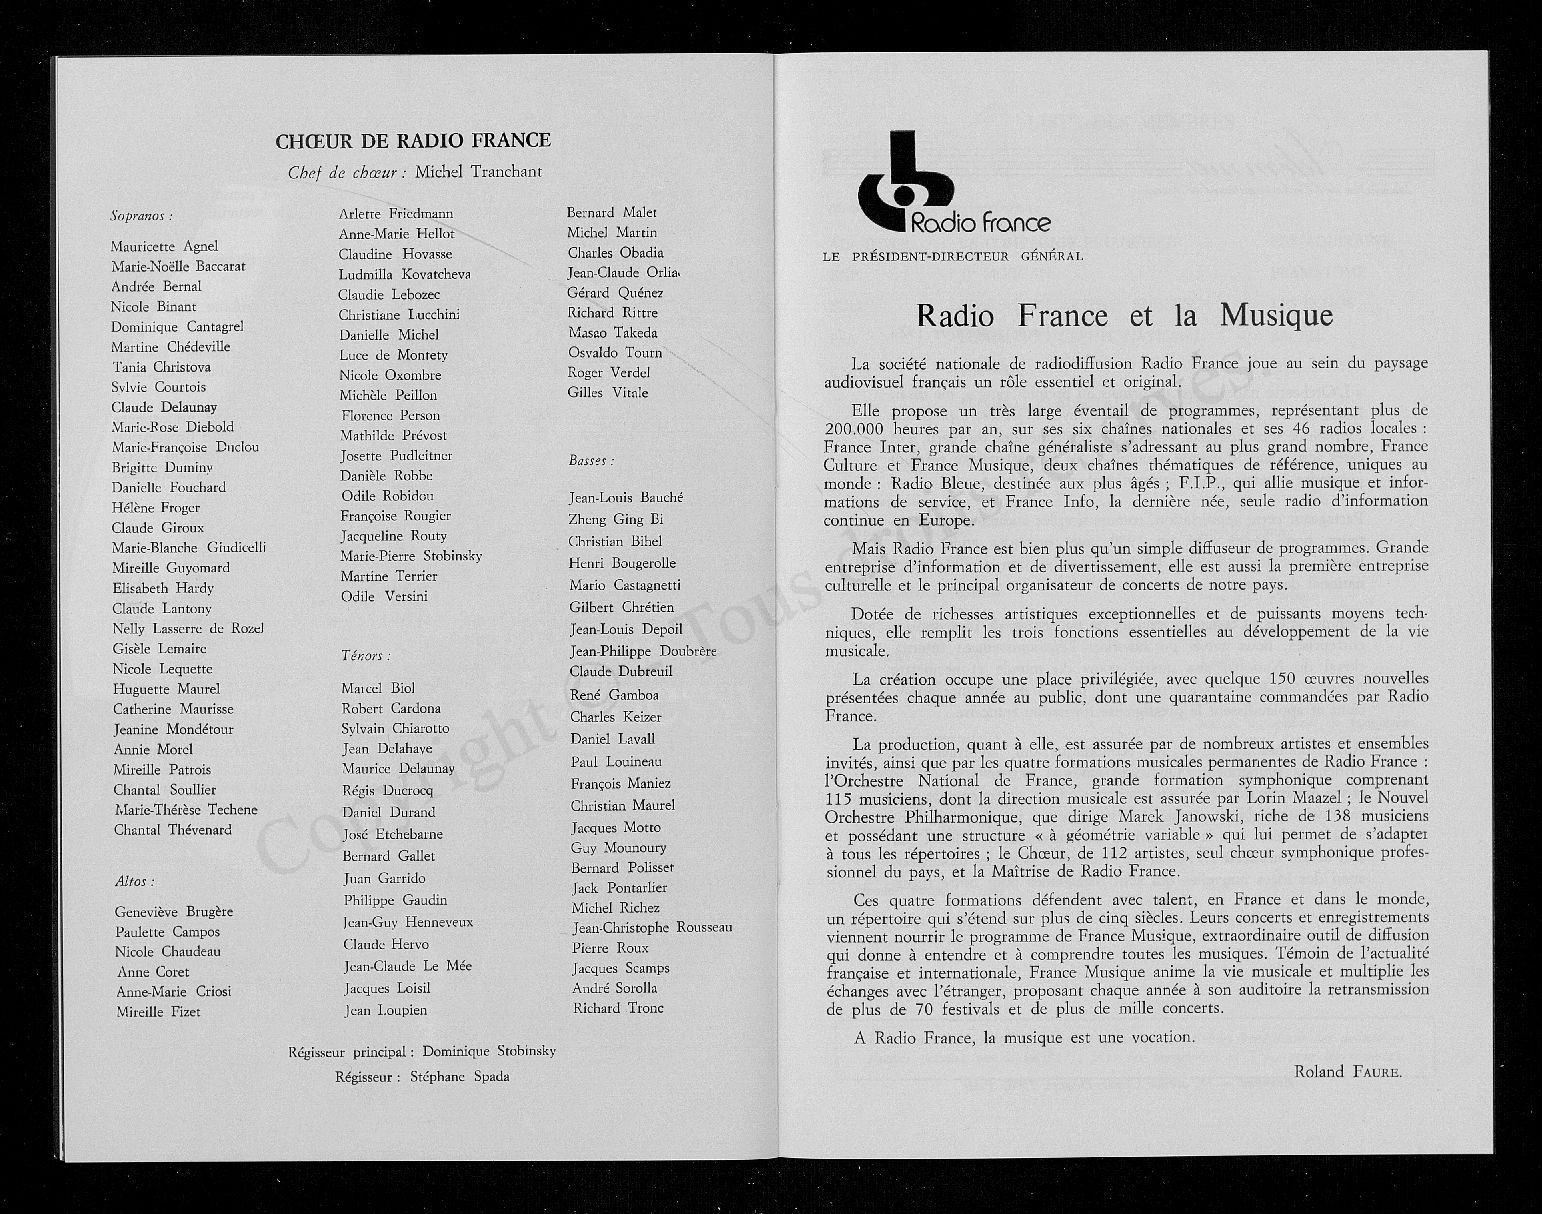 CHŒUR DE RADIO FRANCE
Chef de chœur : Michel Tranchant
Sopranos :
Mauricette Agnel
Marie-Noëlle Baccarat
Andrée Bernal
Nicole Binant
Dominique Cantagrel
Martine Chédeville
Tania Christova
Sylvie Courtois
Claude Delaunay
Marie-Rose Diebold
Marie-Françoise Duclou
Brigitte Duminy
Danielle Fouchard
Hélène Froger
Claude Giroux
Marie-Blanche Giudicelli
Mireille Guyomard
Elisabeth Hardy
Claude Lantony
Nelly Lasserre de Rozel
Gisèle Lemaire
Nicole Lequette
Huguette Maurel
Catherine Maurisse
Jeanine Mondétour
Annie Morel
Mireille Patrois
Chantal Soullier
Marie-Thérèse Techene
Chantal Thévenard
Altos :
Geneviève Brugère
Paulette Campos
Nicole Chaudeau
Anne Coret
Anne-Marie Criosi
Mireille Fizet
Arlette Friedmann
Anne-Marie Hellot
Claudine Hovasse
Ludmilla Kovatcheva
Claudie Lebozec
Christiane Lucchini
Danielle Michel
Luce de Montety
Nicole Oxombre
Michèle Peillon
Florence Person
Mathilde Prévost
Josette Pudleitner
Danièle Robbe
Odile Robidou
Françoise Rougier
Jacqueline Routy
Marie-Pierre Stobinsky
Martine Terrier
Odile Versini
Ténors :
Marcel Biol
Robert Cardona
Sylvain Chiarotto
Jean Delahaye
Maurice Delaunay
Régis Ducrocq
Daniel Durand
José Etchebarne
Bernard Gallet
Juan Garrido
Philippe Gaudin
Jean-Guy Henneveux
Claude Hervo
Jean-Claude Le Mée
Jacques Loisil
Jean Loupien
Bernard Malet
Michel Martin
Charles Obadia
Jean-Claude Orliac
Gérard Quénez
Richard Rittre
Masao Takeda
Osvaldo Tourn
Roger Verdel
Gilles Vitale
Basses :
Jean-Louis Bauché
Zheng Ging Bi
Christian Bibel
Henri Bougerolle
Mario Castagnetti
Gilbert Chrétien
Jean-Louis Depoil
Jean-Philippe Doubrère
Claude Dubreuil
René Gamboa
Charles Keizer
Daniel Lavall
Paul Louineau
François Maniez
Christian Maurel
Jacques Motto
Guy Mounoury
Bernard Polisset
Jack Pontarlier
Michel Richez
Jean-Christophe Rousseau
Pierre Roux
Jacques Scamps
André Sorolla
Richard Tronc
Régisseur principal : Dominique Stobinsky
Régisseur : Stéphane Spada
Radio france
LE PRÉSIDENT-DIRECTEUR GÉNÉRAL
Radio France et la Musique
La société nationale de radiodiffusion Radio France joue au sein du paysage
audiovisuel français un rôle essentiel et original.
Elle propose un très large éventail de programmes, représentant plus de
200.000 heures par an, sur ses six chaînes nationales et ses 46 radios locales :
France Inter, grande chaîne généraliste s'adressant au plus grand nombre, France
Culture et France Musique, deux chaînes thématiques de référence, uniques au
monde : Radio Bleue, destinée aux plus âgés ; F.I.P., qui allie musique et infor-
mations de service, et France Info, la dernière née, seule radio d'information
continue en Europe.
Mais Radio France est bien plus qu'un simple diffuseur de programmes. Grande
entreprise d'information et de divertissement, elle est aussi la première entreprise
culturelle et le principal organisateur de concerts de notre pays.
Dotée de richesses artistiques exceptionnelles et de puissants moyens tech-
niques, elle remplit les trois fonctions essentielles au développement de la vie
musicale.
La création occupe une place privilégiée, avec quelque 150 œuvres nouvelles
présentées chaque année au public, dont une quarantaine commandées par Radio
France.
La production, quant à elle, est assurée par de nombreux artistes et ensembles
invités, ainsi que par les quatre formations musicales permanentes de Radio France :
l'Orchestre National de France, grande formation symphonique comprenant
115 musiciens, dont la direction musicale est assurée par Lorin Maazel ; le Nouvel
Orchestre Philharmonique, que dirige Marek Janowski, riche de 138 musiciens
et possédant une structure « à géométrie variable » qui lui permet de s'adapter
à tous les répertoires ; le Chœur, de 112 artistes, seul chœur symphonique profes-
sionnel du pays, et la Maîtrise de Radio France.
Ces quatre formations défendent avec talent, en France et dans le monde,
un répertoire qui s'étend sur plus de cinq siècles. Leurs concerts et enregistrements
viennent nourrir le programme de France Musique, extraordinaire outil de diffusion
qui donne à entendre et à comprendre toutes les musiques. Témoin de l'actualité
française et internationale, France Musique anime la vie musicale et multiplie les
échanges avec l'étranger, proposant chaque année à son auditoire la retransmission
de plus de 70 festivals et de plus de mille concerts.
A Radio France, la musique est une vocation.
Roland FAURE.
Copyright © - Tous droits réservés.